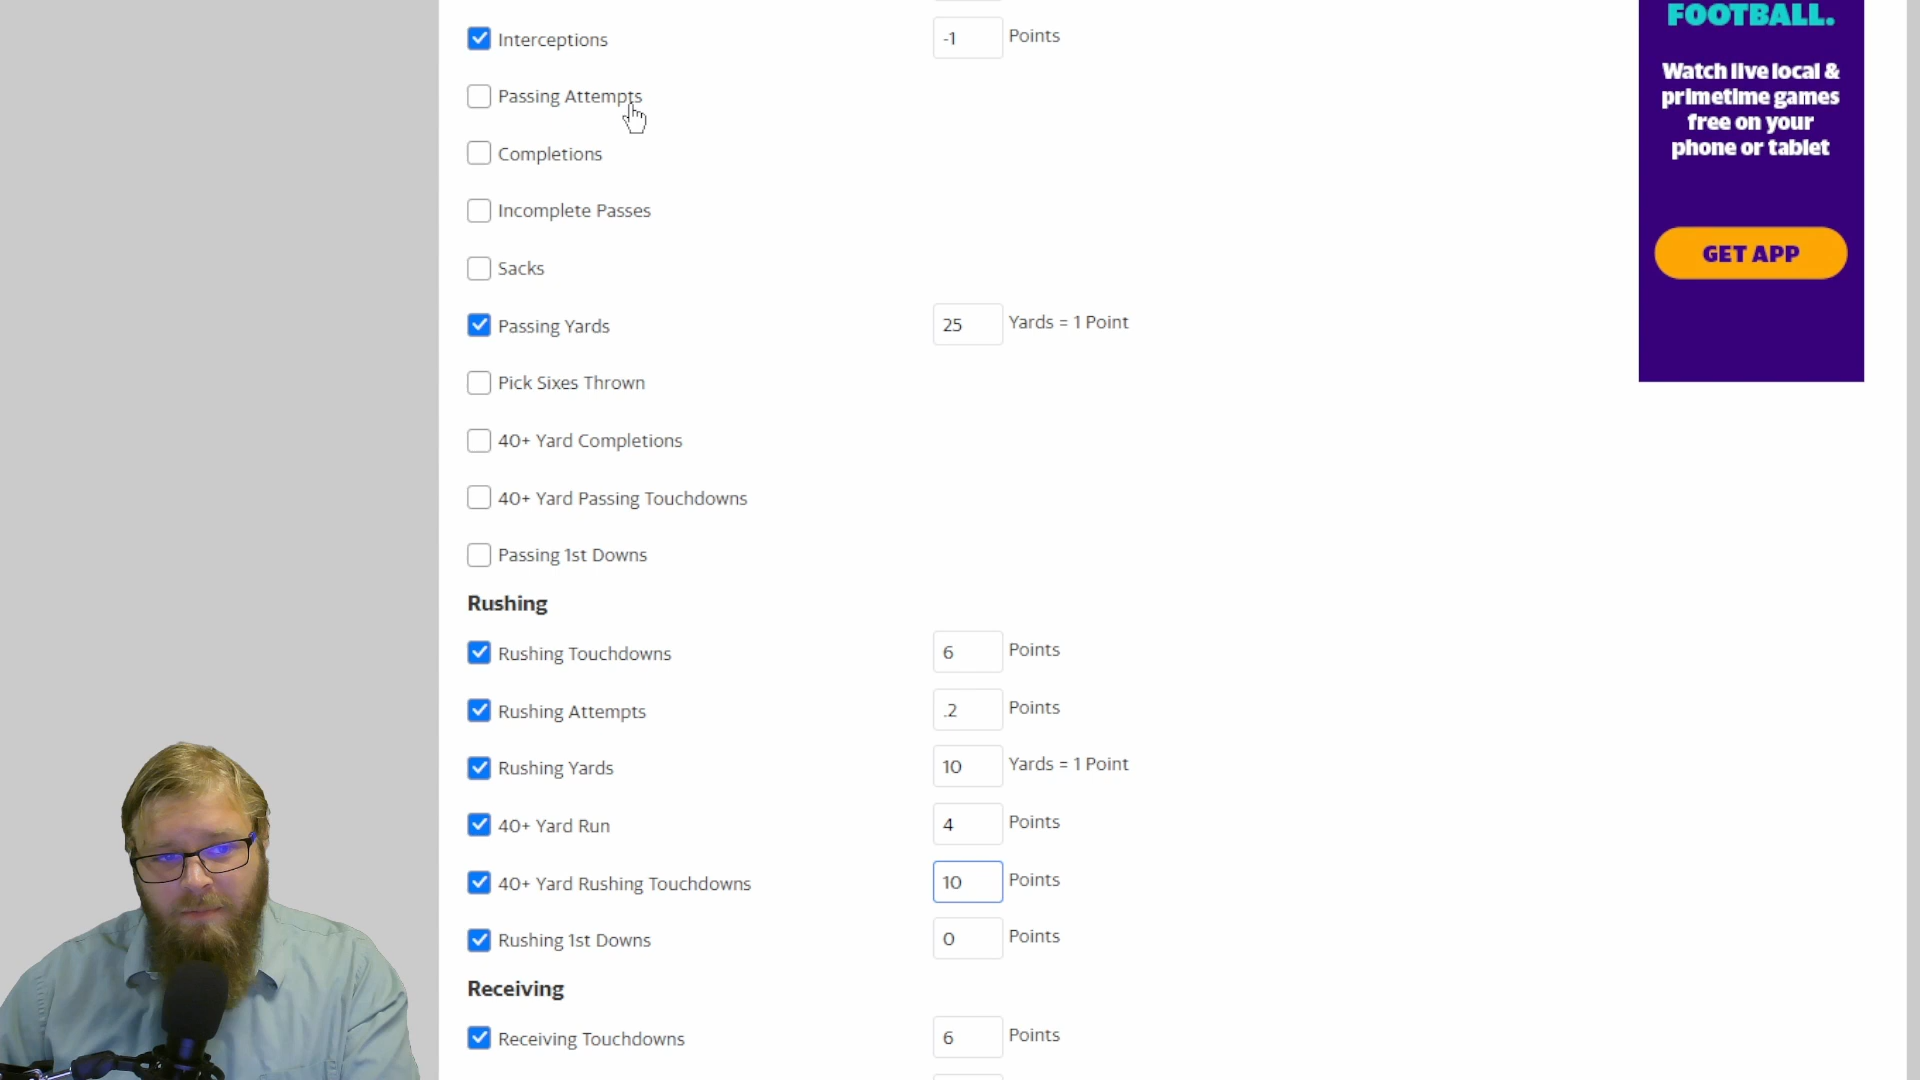 FOOTBALL.
Watch live local &
primetime games
free on your
phone or tablet
GET APP
Interceptions -1 Points
Passing Attempts
Completions
Incomplete Passes
Sacks
Passing Yards 25 Yards = 1 Point
Pick Sixes Thrown
40+ Yard Completions
40+ Yard Passing Touchdowns
Passing 1st Downs
Rushing
Rushing Touchdowns 6 Points
Rushing Attempts .2 Points
Rushing Yards 10 Yards = 1 Point
40+ Yard Run 4 Points
40+ Yard Rushing Touchdowns 10 Points
Rushing 1st Downs 0 Points
Receiving
Receiving Touchdowns 6 Points